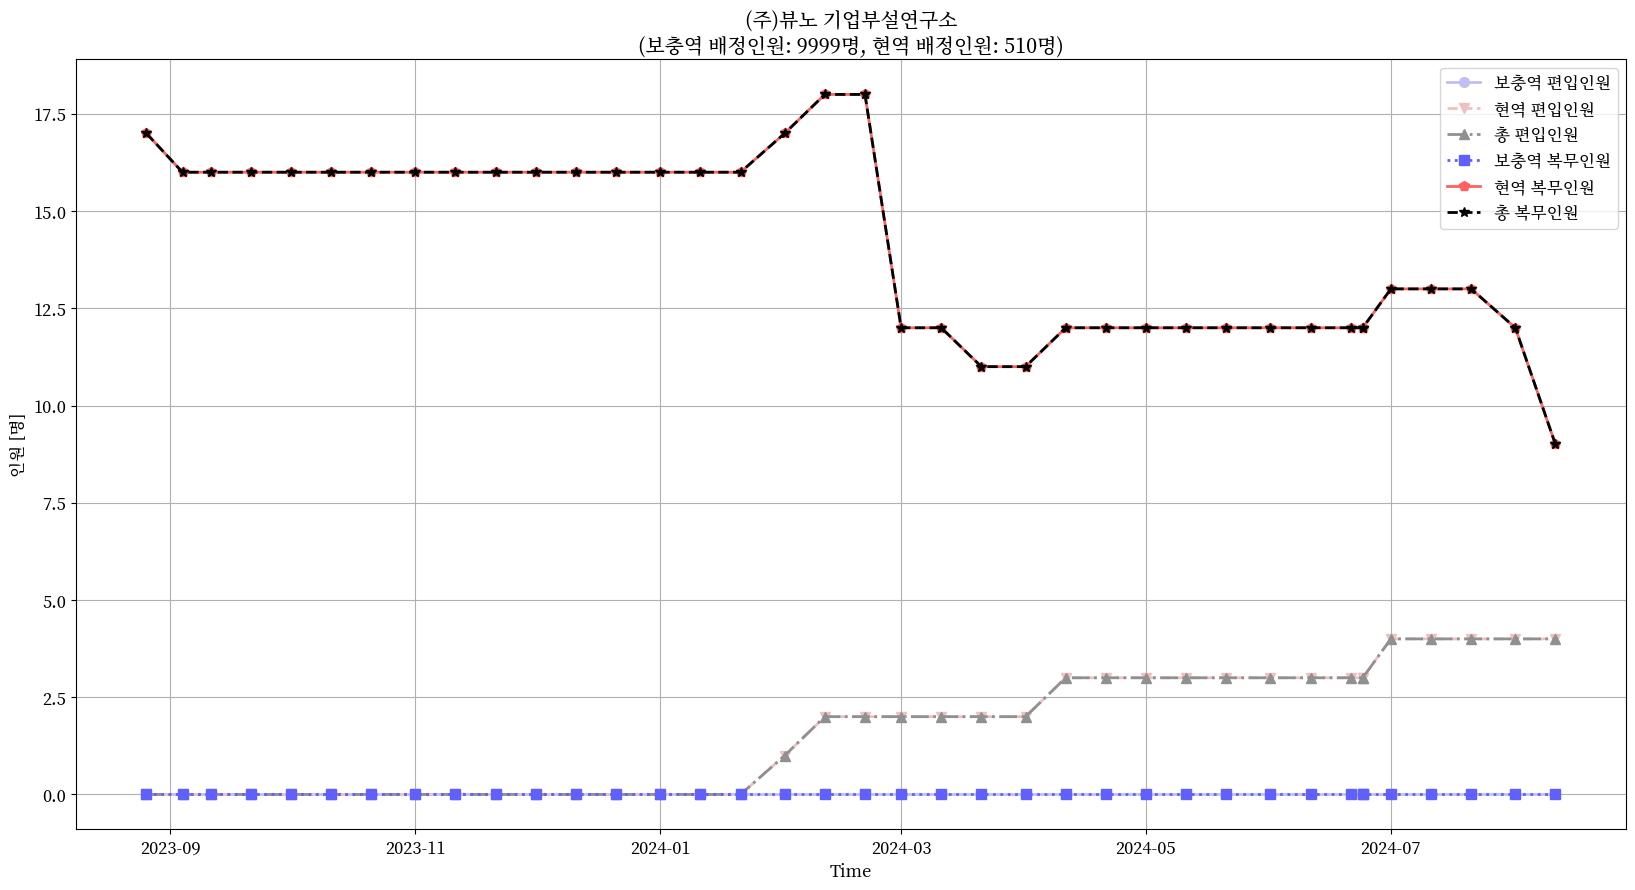 (주)뷰노 기업부설연구소
(보충역 배정인원: 9999명, 현역 배정인원: 510명)
보충역 편입인원
현역 편입인원
총 편입인원
보충역 복무인원
현역 복무인원
총 복무인원
인원 [명]
17.5
15.0
12.5
10.0
7.5
5.0
2.5
0.0
2023-09 2023-11 2024-01 2024-03 2024-05 2024-07
Time